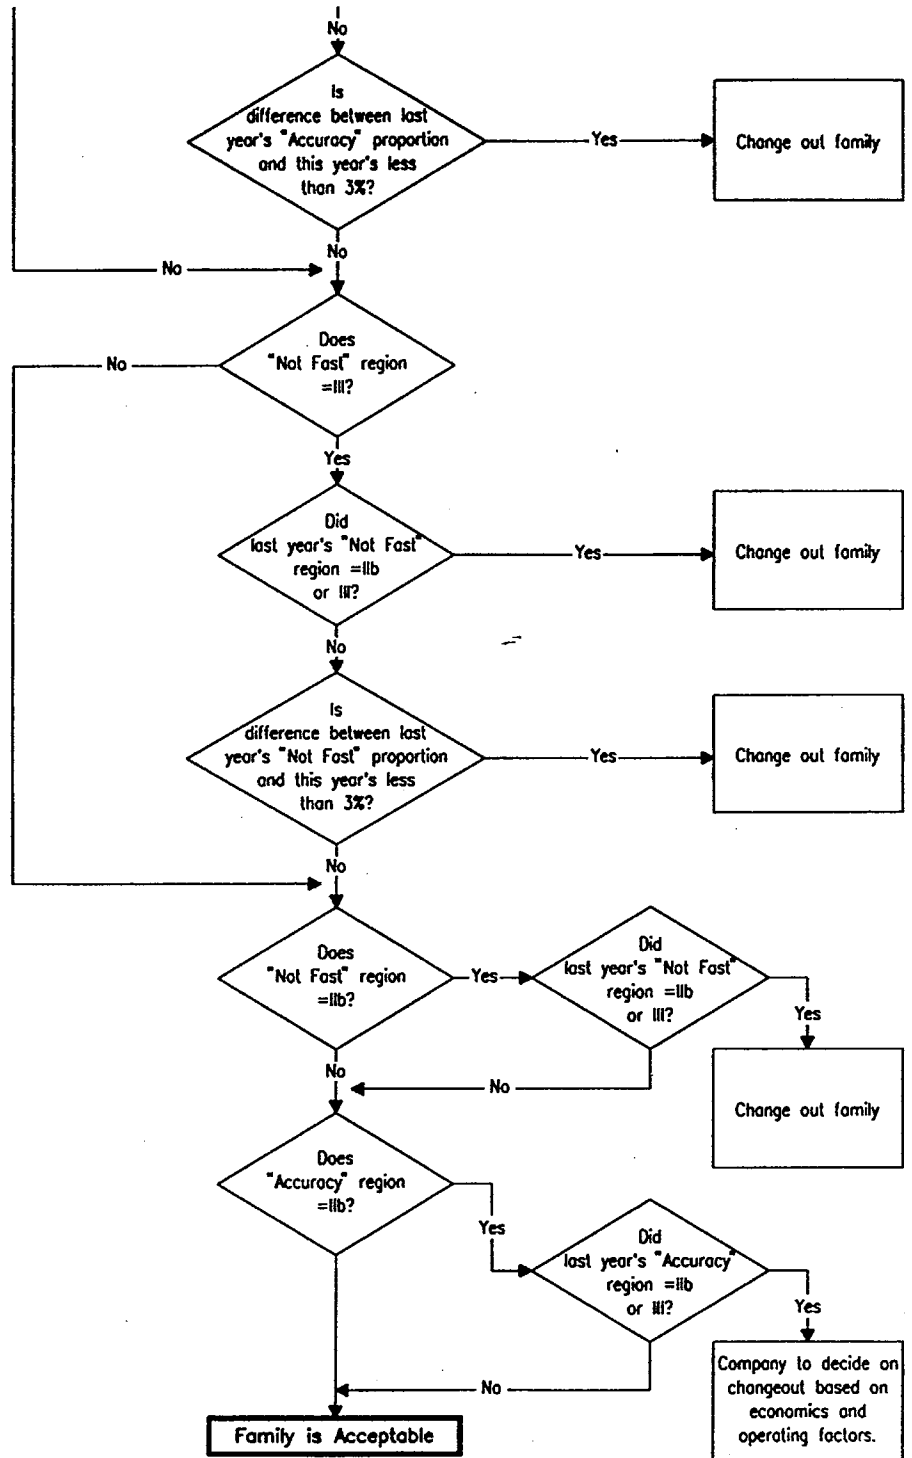 No
Is
difference between last
year's "Accuracy" proportion
and this year's less
than 3%?
Yes
Change out family
No
No
Does
"Not Fast" region
=III?
No
Yes
Did
last year's "Not Fast"
region =IIb
or III?
Yes
Change out family
No
Is
difference between last
year's "Not Fast" proportion
and this year's less
than 3%?
Yes
Change out family
No
Does
"Not Fast" region
=IIb?
Yes
Did
last year's "Not Fast"
region =IIb
or III?
Yes
Change out family
No
No
Does
"Accuracy" region
=IIb?
Yes
Did
last year's "Accuracy"
region =IIb
or III?
Yes
Company to decide on
changeout based on
economics and
operating factors.
No
Family is Acceptable